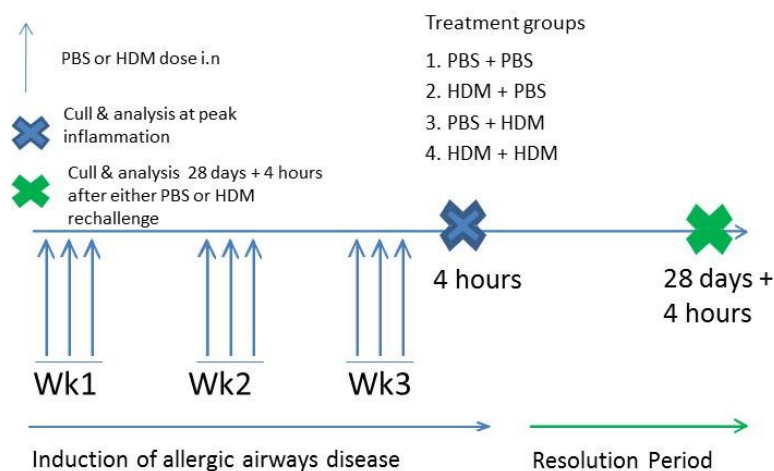 PBS or HDM dose i.n
Cull & analysis at peak
inflammation
Cull & analysis 28 days + 4 hours
after either PBS or HDM
rechallenge
Treatment groups
1. PBS + PBS
2. HDM + PBS
3. PBS + HDM
4. HDM + HDM
4 hours
28 days +
4 hours
Wk1
Wk2
Wk3
Induction of allergic airways disease
Resolution Period